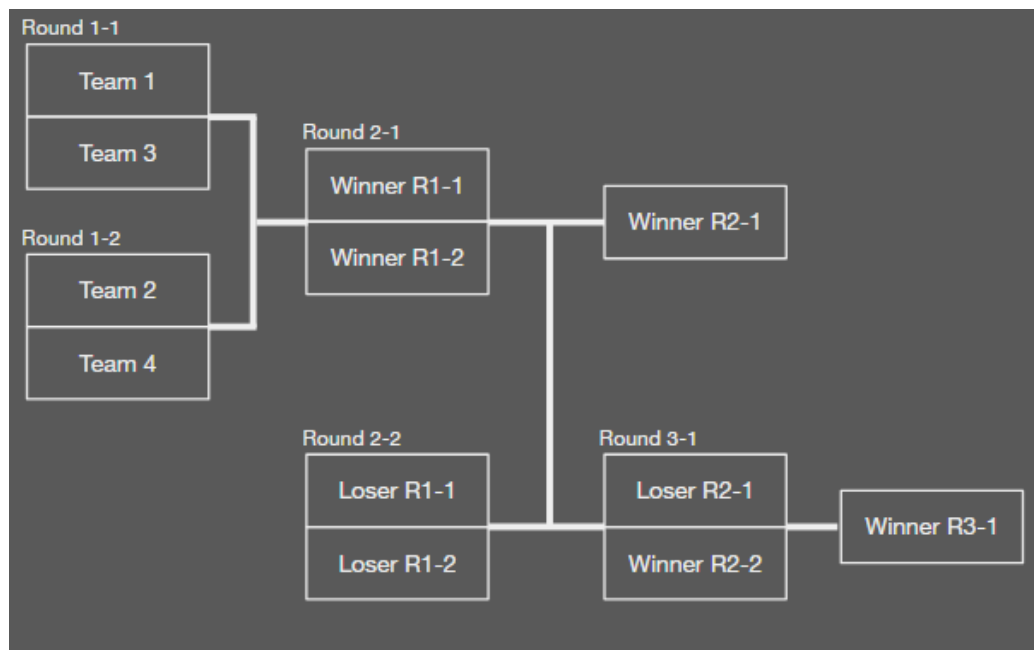 Round 1-1
Team 1
Team 3
Round 1-2
Team 2
Team 4
Round 2-1
Winner R1-1
Winner R1-2
Winner R2-1
Round 2-2
Loser R1-1
Loser R1-2
Round 3-1
Loser R2-1
Winner R2-2
Winner R3-1